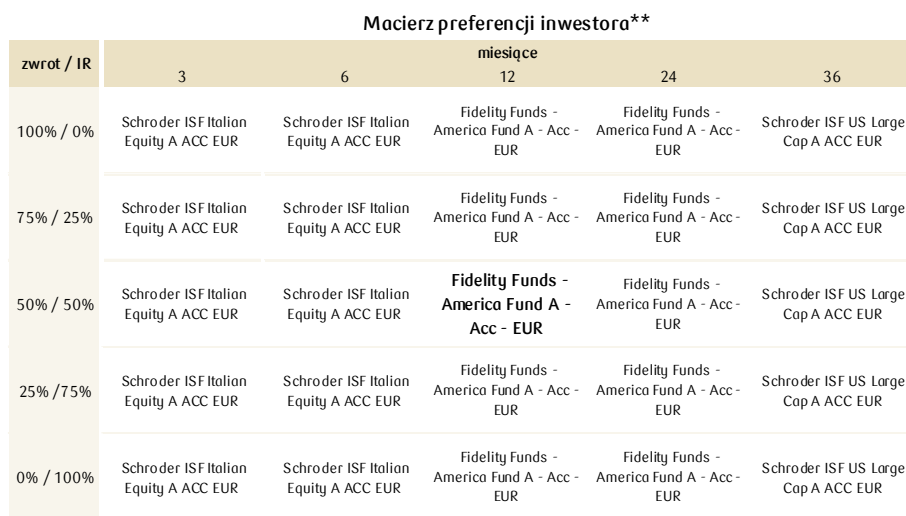 Macierz preferencji inwestora**
zwrot / IR
miesiące
3 6 12 24 36
100% / 0%
Schroder ISF Italian
Equity A ACC EUR
Schroder ISF Italian
Equity A ACC EUR
Fidelity Funds -
America Fund A - Acc -
EUR
Fidelity Funds -
America Fund A - Acc -
EUR
Schroder ISF US Large
Cap A ACC EUR
75% / 25%
Schroder ISF Italian
Equity A ACC EUR
Schroder ISF Italian
Equity A ACC EUR
Fidelity Funds -
America Fund A - Acc -
EUR
Fidelity Funds -
America Fund A - Acc -
EUR
Schroder ISF US Large
Cap A ACC EUR
50% / 50%
Schroder ISF Italian
Equity A ACC EUR
Schroder ISF Italian
Equity A ACC EUR
Fidelity Funds -
America Fund A -
Acc - EUR
Fidelity Funds -
America Fund A - Acc -
EUR
Schroder ISF US Large
Cap A ACC EUR
25% /75%
Schroder ISF Italian
Equity A ACC EUR
Schroder ISF Italian
Equity A ACC EUR
Fidelity Funds -
America Fund A - Acc -
EUR
Fidelity Funds -
America Fund A - Acc -
EUR
Schroder ISF US Large
Cap A ACC EUR
0% / 100%
Schroder ISF Italian
Equity A ACC EUR
Schroder ISF Italian
Equity A ACC EUR
Fidelity Funds -
America Fund A - Acc -
EUR
Fidelity Funds -
America Fund A - Acc -
EUR
Schroder ISF US Large
Cap A ACC EUR